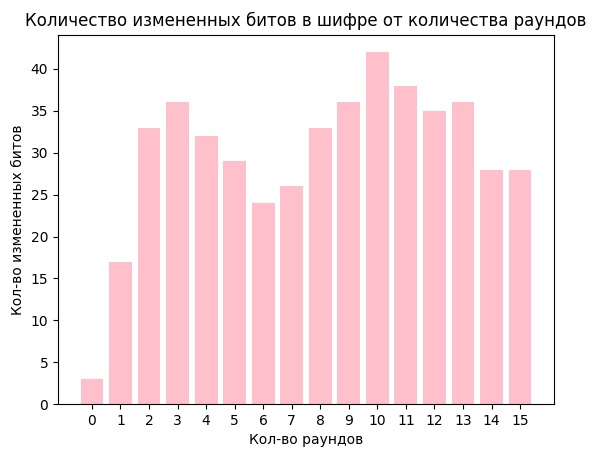 Количество измененных битов в шифре от количества раундов
40
35
30
25
20
15
10
5
0
Кол-во измененных битов
0 1 2 3 4 5 6 7 8 9 10 11 12 13 14 15
Кол-во раундов